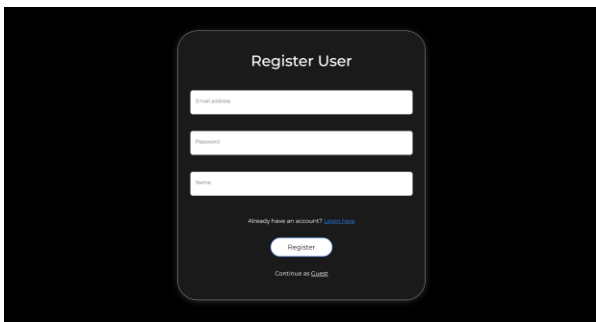 Register User
Email address
Password
Name
Already have an account? Login here
Register
Continue as Guest